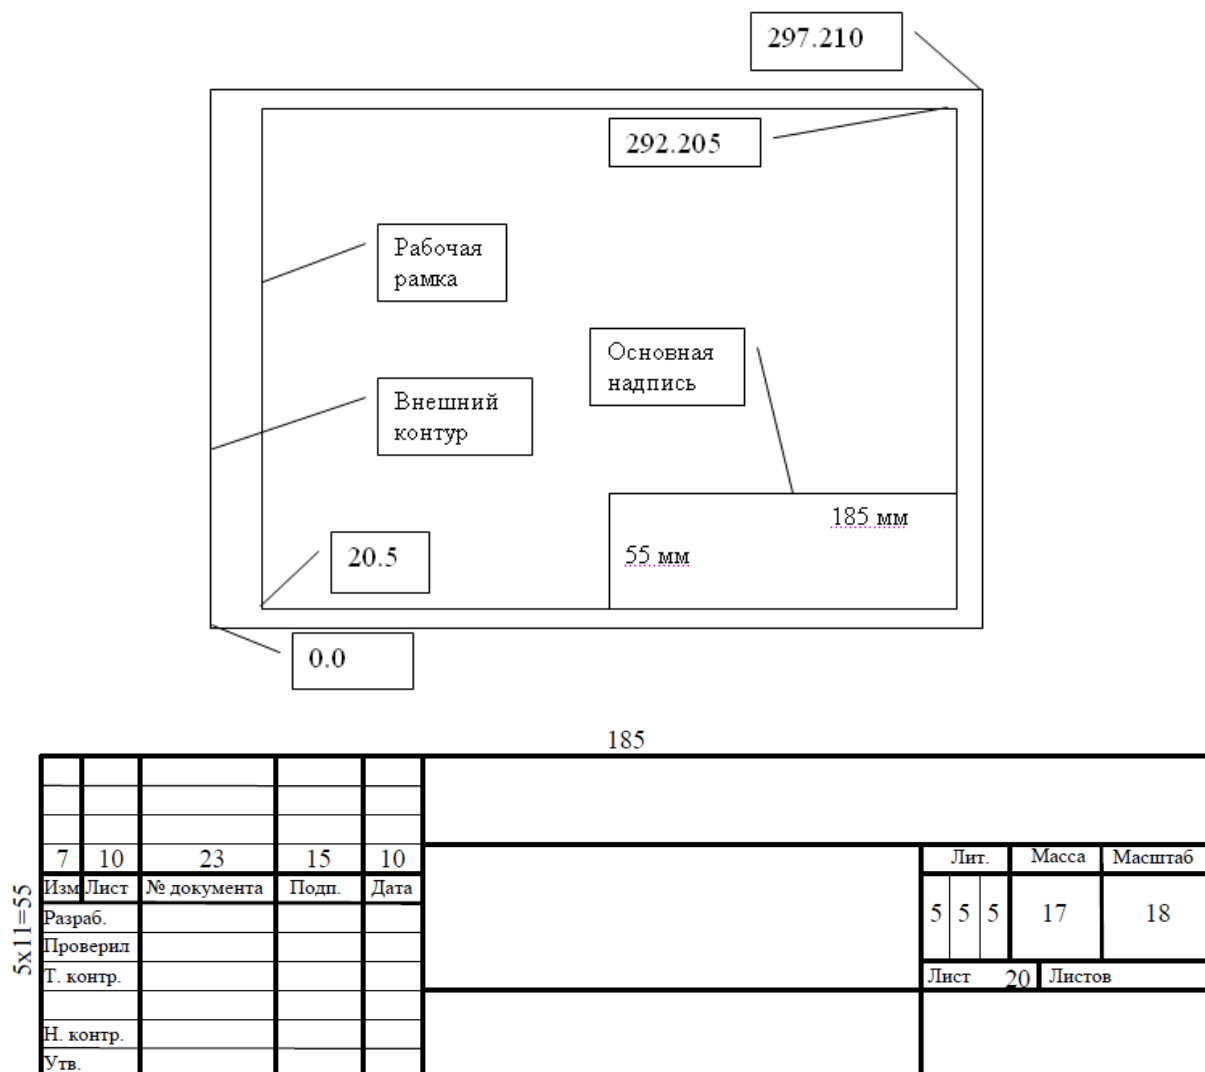 297.210
292.205
Рабочая
рамка
Основная
надпись
Внешний
контур
185 мм
55 мм
20.5
0.0
185
7 10 23 15 10
Лит. Масса Масштаб
Изм Лист № документа Подп. Дата
5x11=55
Разраб.
5 5 5 17 18
Проверил
Т. контр.
Лист 20 Листов
Н. контр.
Утв.